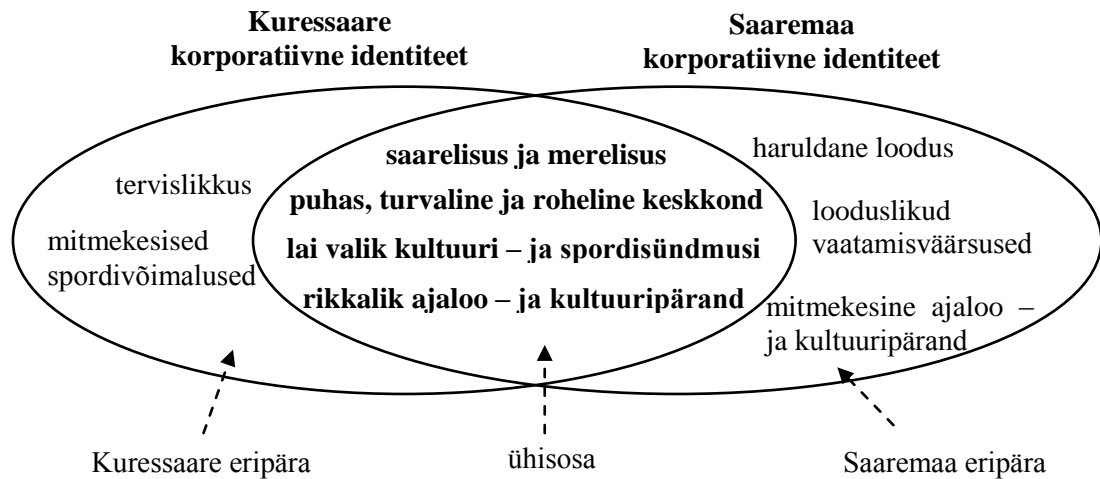 Kuressaare
korporatiivne identiteet
Saaremaa
korporatiivne identiteet
tervislikkus
mitmekesised
spordivõimalused
saarelisus ja merelisus
puhas, turvaline ja roheline keskkond
lai valik kultuuri – ja spordisündmusi
rikkalik ajaloo – ja kultuuripärand
haruldane loodus
looduslikud
vaatamisväärsused
mitmekesine ajaloo –
ja kultuuripärand
Kuressaare eripära
ühisosa
Saaremaa eripära